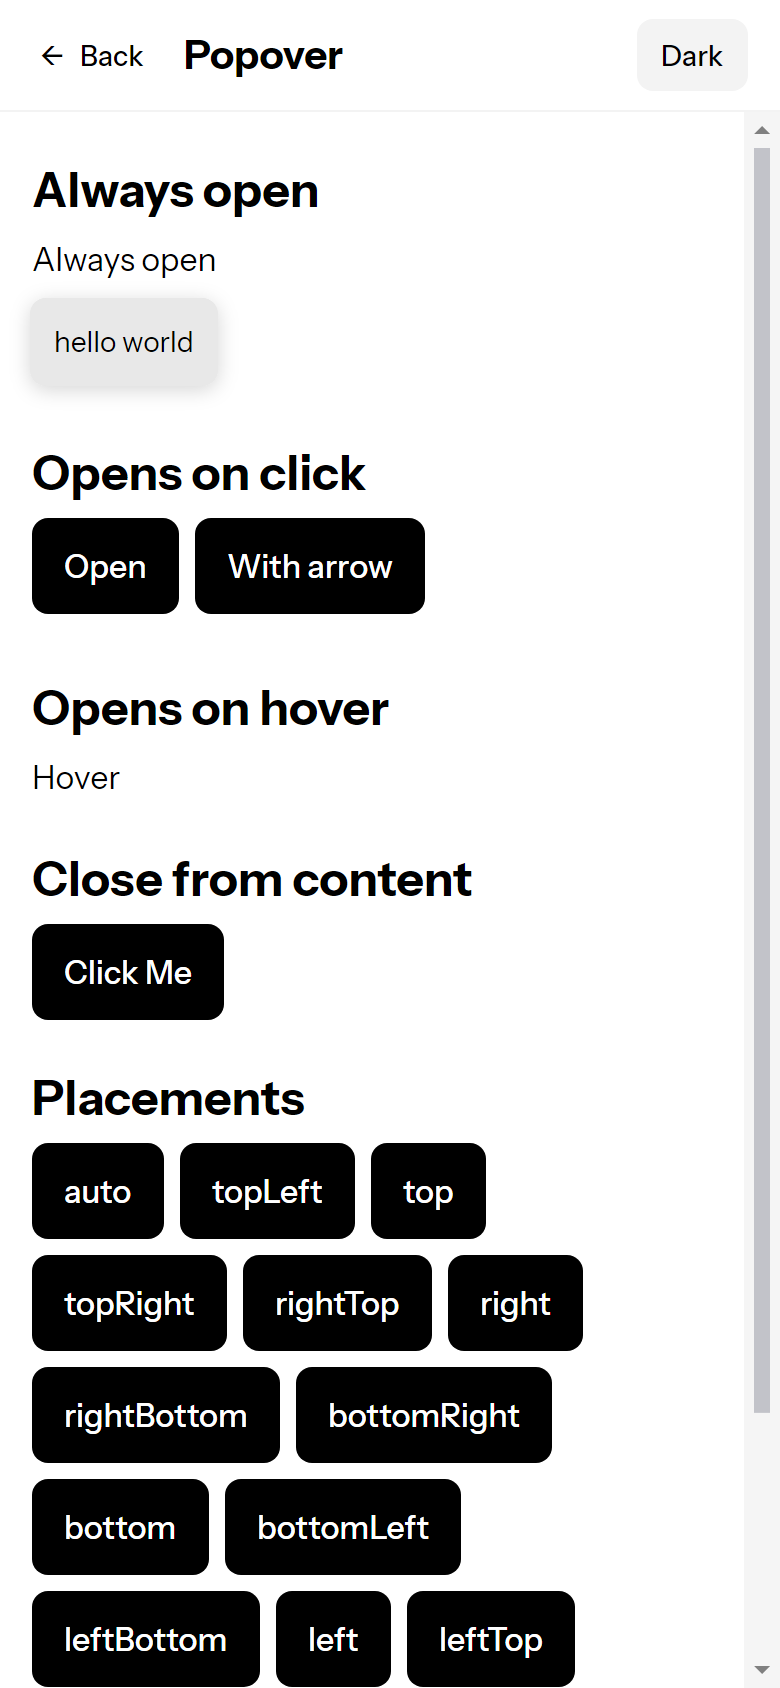 ← Back Popover Dark
Always open
Always open
hello world
Opens on click
Open With arrow
Opens on hover
Hover
Close from content
Click Me
Placements
auto topLeft top
topRight rightTop right
rightBottom bottomRight
bottom bottomLeft
leftBottom left leftTop